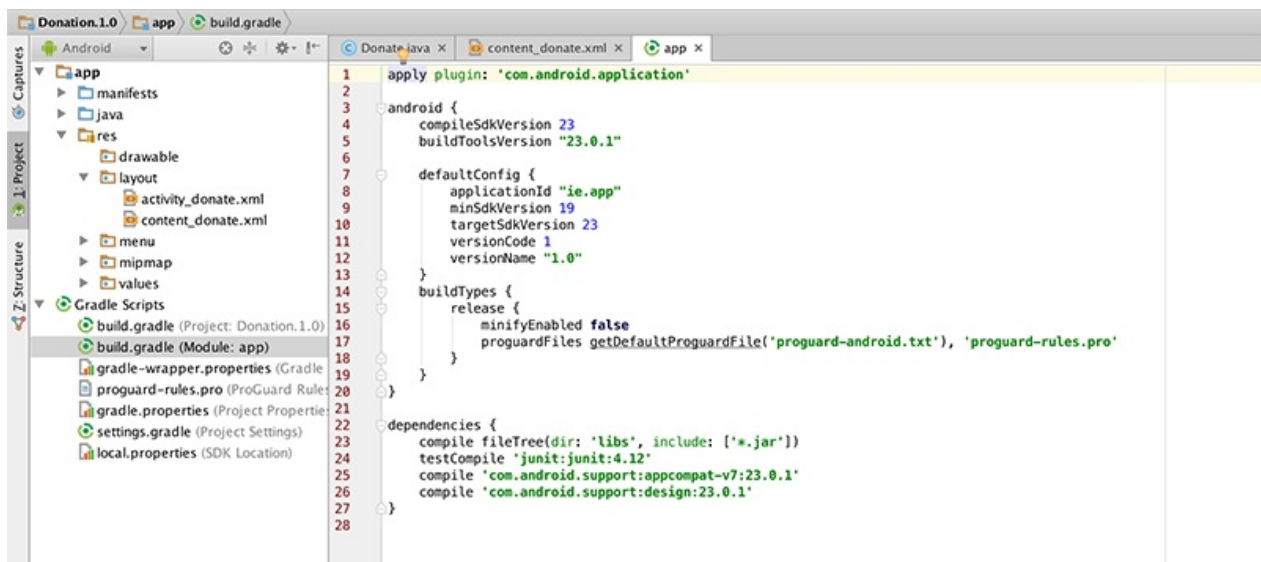 Donation.1.0 app build.gradle
Captures
1: Project
Z: Structure
Android
app
manifests
java
res
drawable
layout
activity_donate.xml
content_donate.xml
menu
mipmap
values
Gradle Scripts
build.gradle (Project: Donation.1.0)
build.gradle (Module: app)
gradle-wrapper.properties (Gradle
proguard-rules.pro (ProGuard Rules
gradle.properties (Project Properties
settings.gradle (Project Settings)
local.properties (SDK Location)
Donate.java content_donate.xml app
1 apply plugin: 'com.android.application'
2
3 android {
4 compileSdkVersion 23
5 buildToolsVersion "23.0.1"
6
7 defaultConfig {
8 applicationId "ie.app"
9 minSdkVersion 19
10 targetSdkVersion 23
11 versionCode 1
12 versionName "1.0"
13 }
14 buildTypes {
15 release {
16 minifyEnabled false
17 proguardFiles getDefaultProguardFile('proguard-android.txt'), 'proguard-rules.pro'
18 }
19 }
20 }
21
22 dependencies {
23 compile fileTree(dir: 'libs', include: ['*.jar'])
24 testCompile 'junit:junit:4.12'
25 compile 'com.android.support:appcompat-v7:23.0.1'
26 compile 'com.android.support:design:23.0.1'
27 }
28